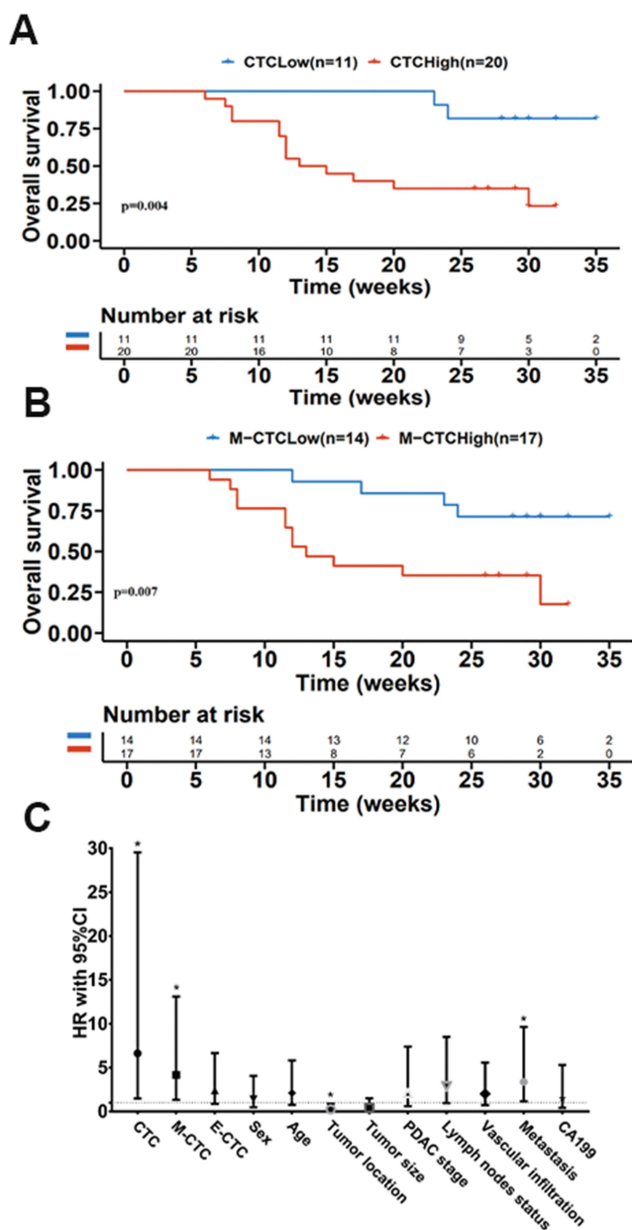 A
CTCLow(n=11) CTCHigh(n=20)
Overall survival
1.00
0.75
0.50
0.25
0.00
p=0.004
0 5 10 15 20 25 30 35
Time (weeks)
Number at risk
11 11 11 11 11 9 5 2
20 20 16 10 8 7 3 0
0 5 10 15 20 25 30 35
Time (weeks)
B
M-CTCLow(n=14) M-CTCHigh(n=17)
Overall survival
1.00
0.75
0.50
0.25
0.00
p=0.007
0 5 10 15 20 25 30 35
Time (weeks)
Number at risk
14 14 14 13 12 10 6 2
17 17 13 8 7 6 2 0
0 5 10 15 20 25 30 35
Time (weeks)
C
HR with 95%CI
30
25
20
15
10
5
0
* * * *
CTC
M-CTC
E-CTC
Sex
Age
Tumor location
Tumor size
PDAC stage
Lymph nodes status
Vascular infiltration
Metastasis
CA199